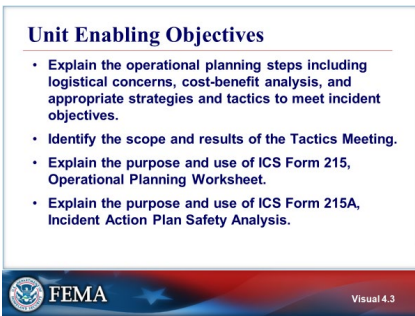 Unit Enabling Objectives
• Explain the operational planning steps including
logistical concerns, cost-benefit analysis, and
appropriate strategies and tactics to meet incident
objectives.
• Identify the scope and results of the Tactics Meeting.
• Explain the purpose and use of ICS Form 215,
Operational Planning Worksheet.
• Explain the purpose and use of ICS Form 215A,
Incident Action Plan Safety Analysis.
FEMA
Visual 4.3